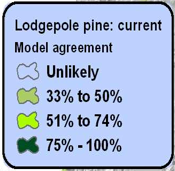 Lodgepole pine: current
Model agreement
Unlikely
33% to 50%
51% to 74%
75% - 100%